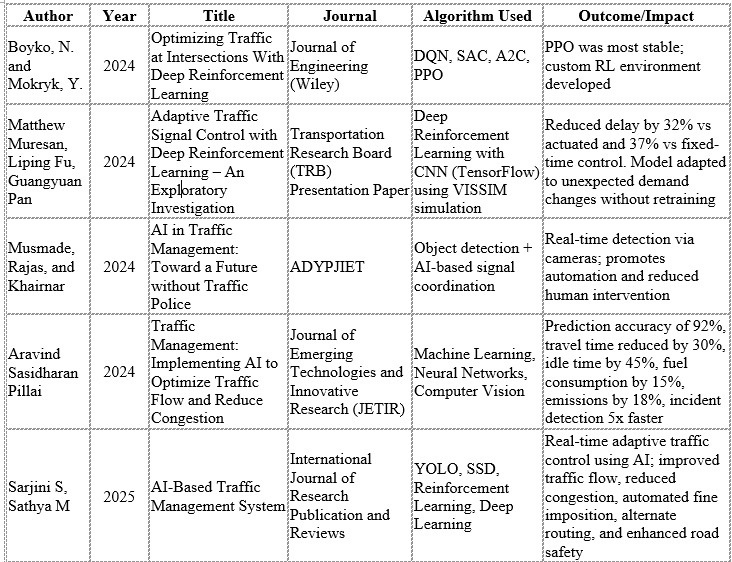 Author Year Title Journal Algorithm Used Outcome/Impact
Boyko, N.
and
Mokryk, Y.
2024
Optimizing Traffic
at Intersections With
Deep Reinforcement
Learning
Journal of
Engineering
(Wiley)
DQN, SAC, A2C,
PPO
PPO was most stable;
custom RL environment
developed
Matthew
Muresan,
Liping Fu,
Guangyuan
Pan
2024
Adaptive Traffic
Signal Control with
Deep Reinforcement
Learning – An
Exploratory
Investigation
Transportation
Research Board
(TRB)
Presentation Paper
Deep
Reinforcement
Learning with
CNN (TensorFlow)
using VISSIM
simulation
Reduced delay by 32% vs
actuated and 37% vs fixed-
time control. Model adapted
to unexpected demand
changes without retraining
Musmade,
Rajas, and
Khairnar
2024
AI in Traffic
Management:
Toward a Future
without Traffic
Police
ADYPJIET
Object detection +
AI-based signal
coordination
Real-time detection via
cameras; promotes
automation and reduced
human intervention
Aravind
Sasidharan
Pillai
2024
Traffic
Management:
Implementing AI to
Optimize Traffic
Flow and Reduce
Congestion
Journal of
Emerging
Technologies and
Innovative
Research (JETIR)
Machine Learning,
Neural Networks,
Computer Vision
Prediction accuracy of 92%,
travel time reduced by 30%,
idle time by 45%, fuel
consumption by 15%,
emissions by 18%, incident
detection 5x faster
Sarjini S,
Sathya M
2025
AI-Based Traffic
Management System
International
Journal of
Research
Publication and
Reviews
YOLO, SSD,
Reinforcement
Learning, Deep
Learning
Real-time adaptive traffic
control using AI; improved
traffic flow, reduced
congestion, automated fine
imposition, alternate
routing, and enhanced road
safety